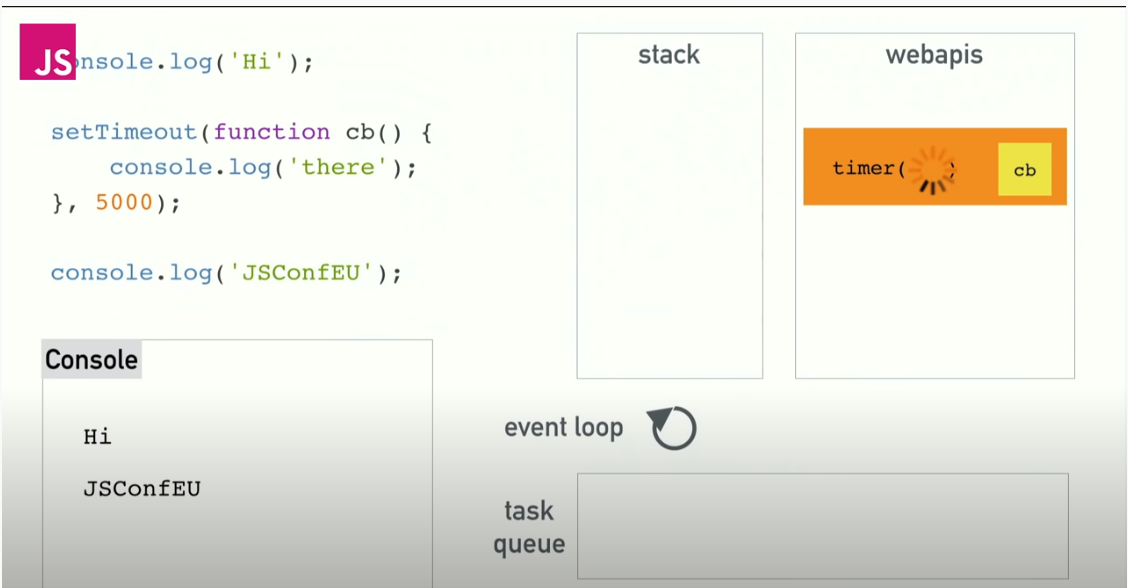 JS
nsole.log('Hi');
setTimeout(function cb() {
    console.log('there');
}, 5000);
console.log('JSConfEU');
Console
Hi
JSConfEU
stack
webapis
timer( )
cb
event loop
task
queue